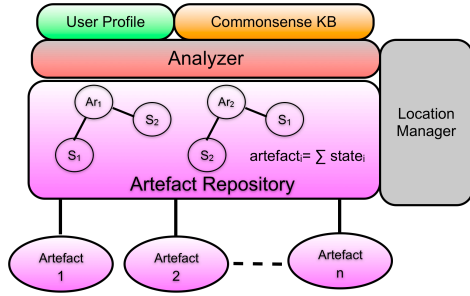 User Profile
Commonsense KB
Analyzer
Location
Manager
Ar₁
S₂
S₁
Ar₂
S₁
S₂
artefactᵢ= ∑ stateᵢ
Artefact Repository
Artefact
1
Artefact
2
Artefact
n